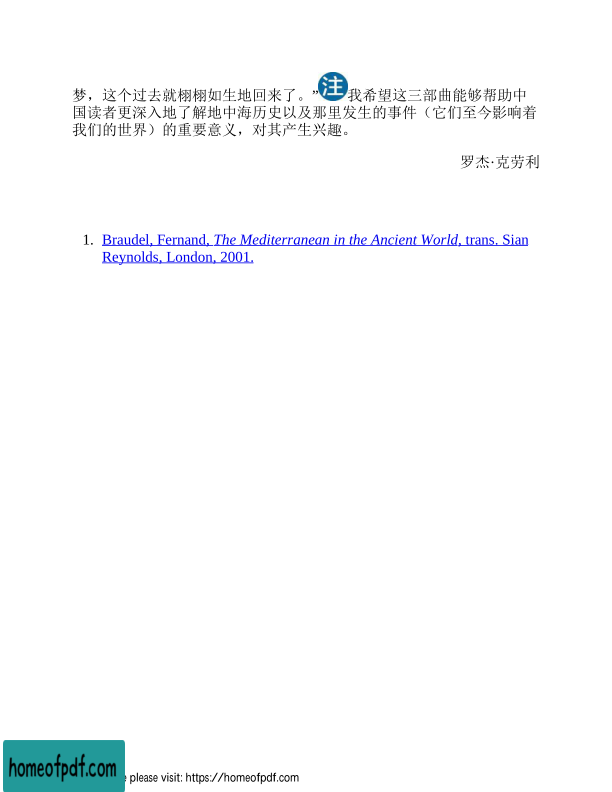 梦，这个过去就栩栩如生地回来了。”注我希望这三部曲能够帮助中
国读者更深入地了解地中海历史以及那里发生的事件（它们至今影响着
我们的世界）的重要意义，对其产生兴趣。
罗杰·克劳利
1. Braudel, Fernand, The Mediterranean in the Ancient World, trans. Sian
Reynolds, London, 2001.
homeofpdf.com
please visit: https://homeofpdf.com